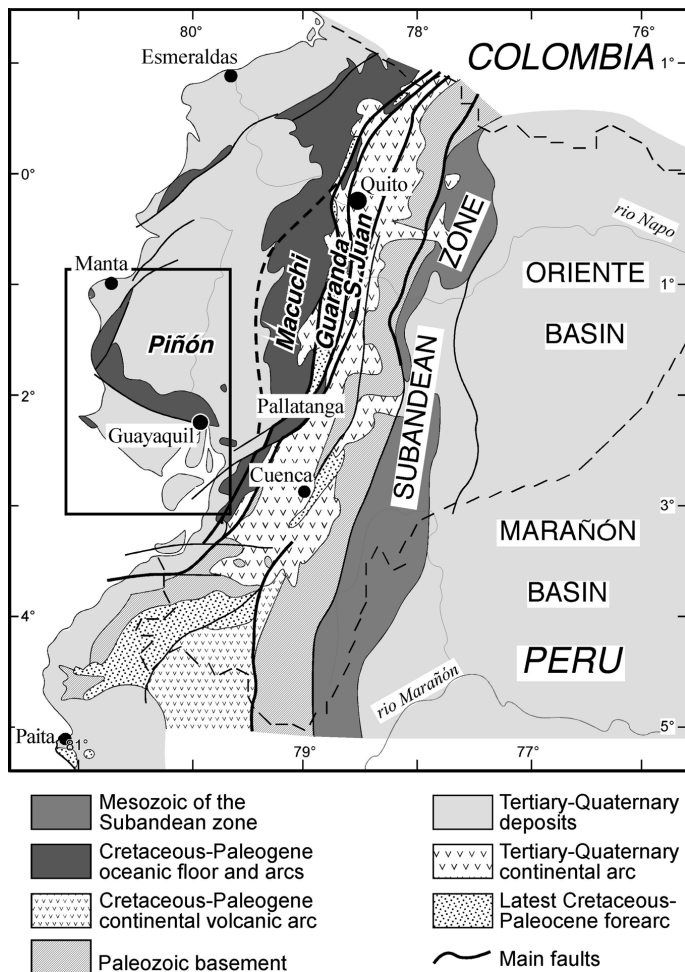 80°
78°
76°
Esmeraldas
COLOMBIA
1°
0°
Quito
ZONE
rio Napo
Manta
Macuchi
Guaranda
S. Juan
ORIENTE
1°
BASIN
Piñón
2°
Pallatanga
Guayaquil
SUBANDEAN
Cuenca
3°
MARAÑÓN
BASIN
4°
PERU
rio Marañón
Paita
81°
5°
79°
77°
Mesozoic of the
Subandean zone
Cretaceous-Paleogene
oceanic floor and arcs
Cretaceous-Paleogene
continental volcanic arc
Paleozoic basement
Tertiary-Quaternary
deposits
Tertiary-Quaternary
continental arc
Latest Cretaceous-
Paleocene forearc
Main faults